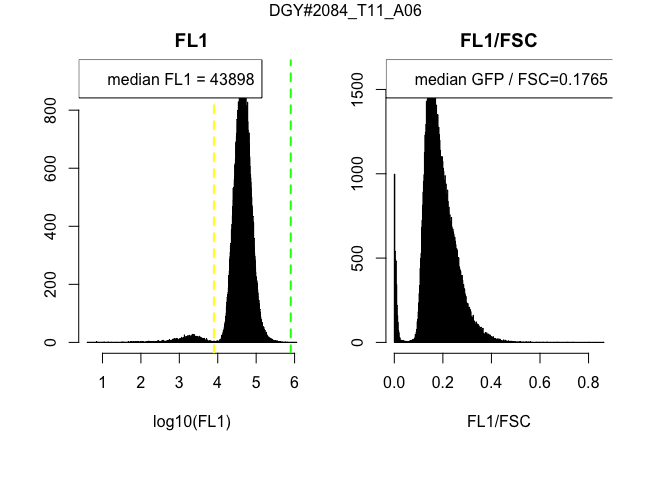 DGY#2084_T11_A06
FL1
median FL1 = 43898
0 200 400 600 800
1 2 3 4 5 6
log10(FL1)
FL1/FSC
median GFP / FSC=0.1765
0 500 1000 1500
0.0 0.2 0.4 0.6 0.8
FL1/FSC